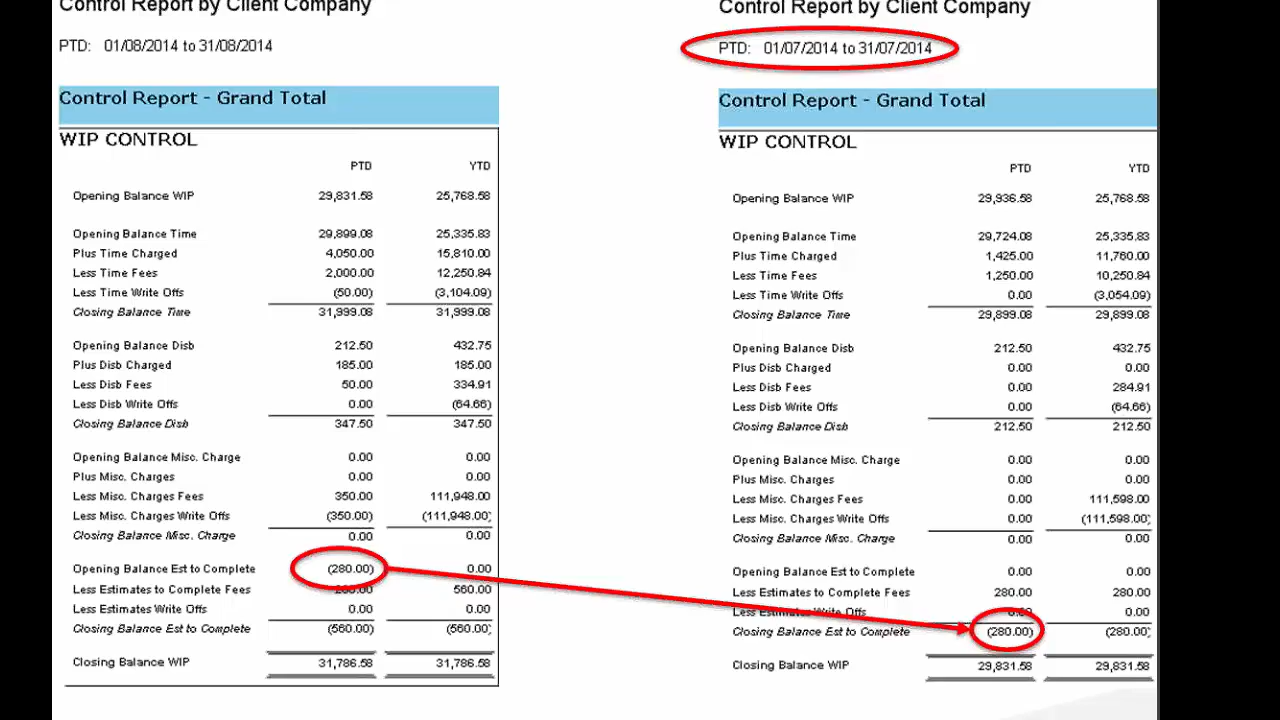 Control Report by Client Company
PTD: 01/08/2014 to 31/08/2014
Control Report - Grand Total
WIP CONTROL
PTD YTD
Opening Balance WIP 29,831.58 25,768.58
Opening Balance Time 29,899.08 25,335.83
Plus Time Charged 4,050.00 15,810.00
Less Time Fees 2,000.00 12,250.84
Less Time Write Offs (50.00) (3,104.09)
Closing Balance Time 31,999.08 31,999.08
Opening Balance Disb 212.50 432.75
Plus Disb Charged 185.00 185.00
Less Disb Fees 50.00 334.91
Less Disb Write Offs 0.00 (64.66)
Closing Balance Disb 347.50 347.50
Opening Balance Misc. Charge 0.00 0.00
Plus Misc. Charges 0.00 0.00
Less Misc. Charges Fees 350.00 111,948.00
Less Misc. Charges Write Offs (350.00) (111,948.00)
Closing Balance Misc. Charge 0.00 0.00
Opening Balance Est to Complete (280.00) 0.00
Less Estimates to Complete Fees 560.00
Less Estimates Write Offs 0.00 0.00
Closing Balance Est to Complete (560.00) (560.00)
Closing Balance WIP 31,786.58 31,786.58
Control Report by Client Company
PTD: 01/07/2014 to 31/07/2014
Control Report - Grand Total
WIP CONTROL
PTD YTD
Opening Balance WIP 29,936.58 25,768.58
Opening Balance Time 29,724.08 25,335.83
Plus Time Charged 1,425.00 11,760.00
Less Time Fees 1,250.00 10,250.84
Less Time Write Offs 0.00 (3,054.09)
Closing Balance Time 29,899.08 29,899.08
Opening Balance Disb 212.50 432.75
Plus Disb Charged 0.00 0.00
Less Disb Fees 0.00 284.91
Less Disb Write Offs 0.00 (64.66)
Closing Balance Disb 212.50 212.50
Opening Balance Misc. Charge 0.00 0.00
Plus Misc. Charges 0.00 0.00
Less Misc. Charges Fees 0.00 111,598.00
Less Misc. Charges Write Offs 0.00 (111,598.00)
Closing Balance Misc. Charge 0.00 0.00
Opening Balance Est to Complete 0.00 0.00
Less Estimates to Complete Fees 280.00 280.00
Less Estimates Write Offs 0.00 0.00
Closing Balance Est to Complete (280.00) (280.00)
Closing Balance WIP 29,831.58 29,831.58